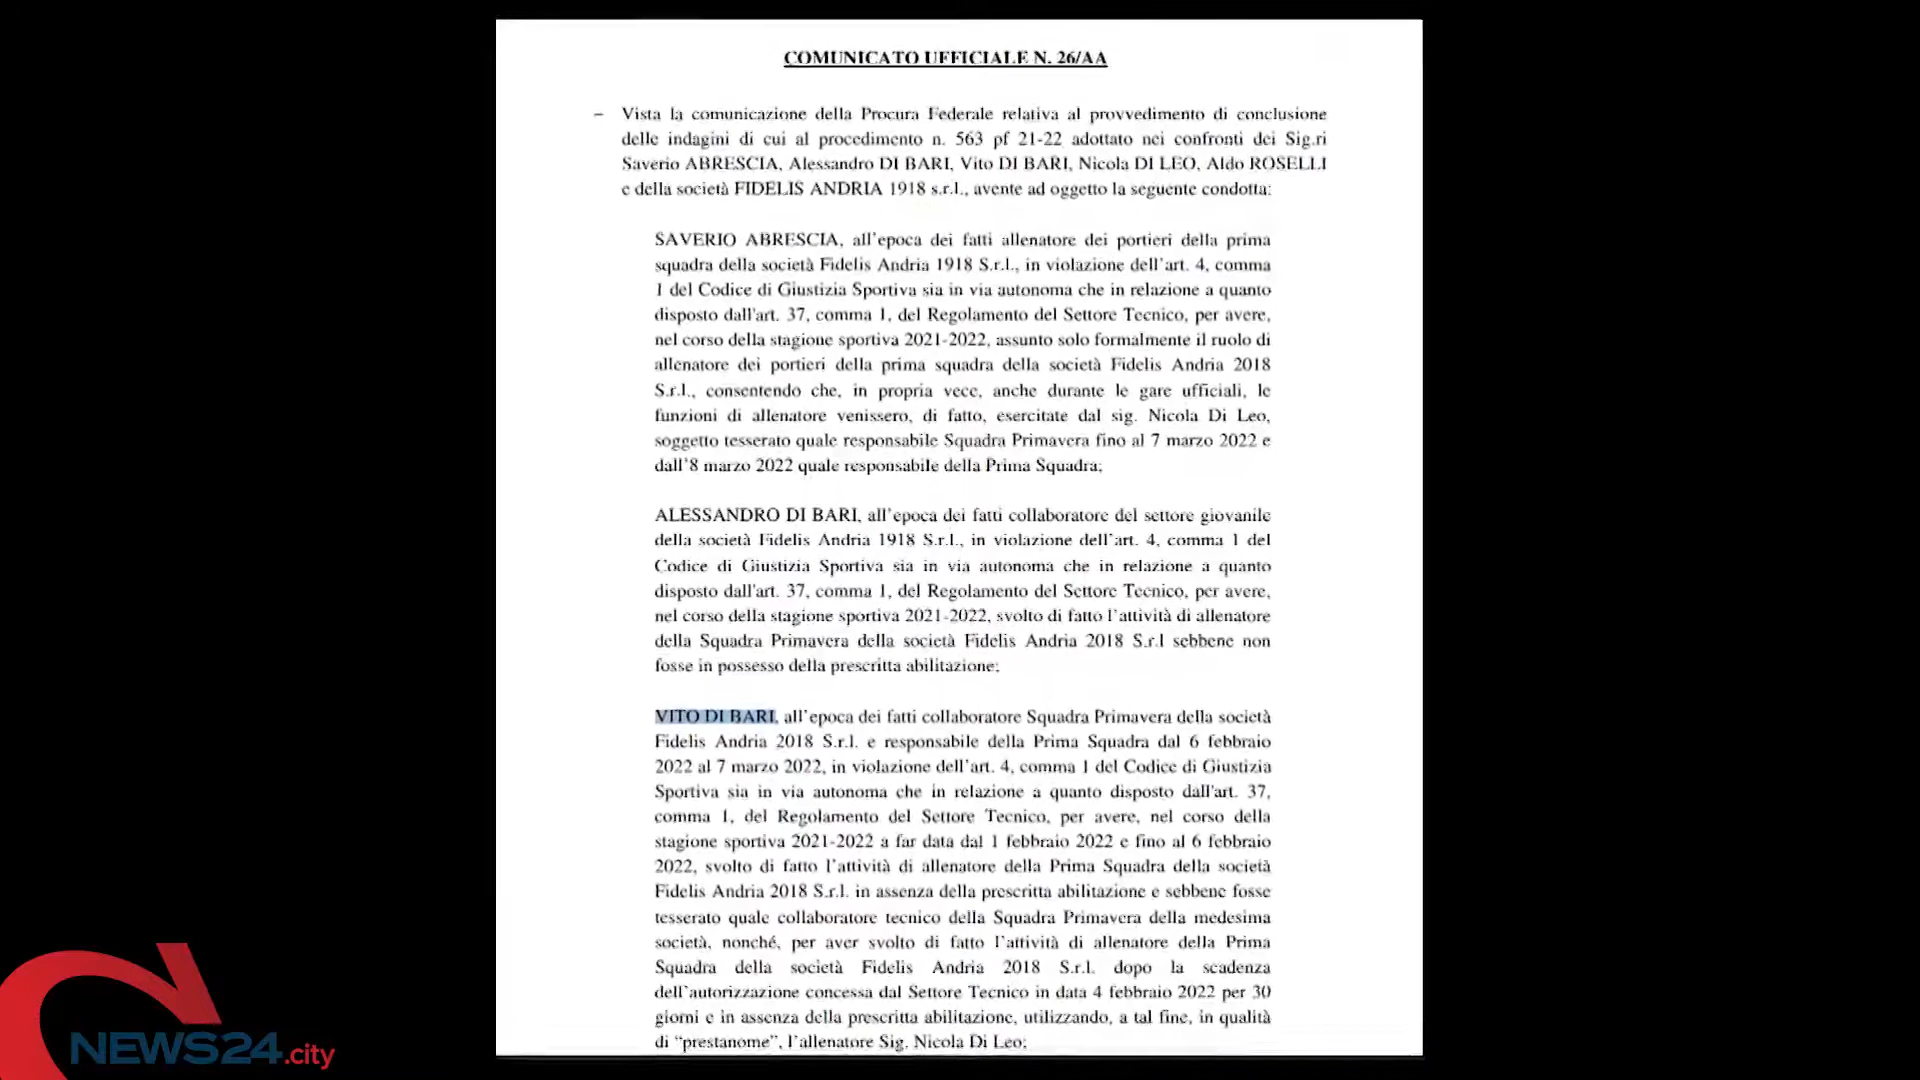 COMUNICATO UFFICIALE N. 26/AA
– Vista la comunicazione della Procura Federale relativa al provvedimento di conclusione
delle indagini di cui al procedimento n. 563 pf 21-22 adottato nei confronti dei Sig.ri
Saverio ABRESCIA, Alessandro DI BARI, Vito DI BARI, Nicola DI LEO, Aldo ROSELLI
e della società FIDELIS ANDRIA 1918 s.r.l., avente ad oggetto la seguente condotta:
SAVERIO ABRESCIA, all’epoca dei fatti allenatore dei portieri della prima
squadra della società Fidelis Andria 1918 S.r.l., in violazione dell’art. 4, comma
1 del Codice di Giustizia Sportiva sia in via autonoma che in relazione a quanto
disposto dall'art. 37, comma 1, del Regolamento del Settore Tecnico, per avere,
nel corso della stagione sportiva 2021-2022, assunto solo formalmente il ruolo di
allenatore dei portieri della prima squadra della società Fidelis Andria 2018
S.r.l., consentendo che, in propria vece, anche durante le gare ufficiali, le
funzioni di allenatore venissero, di fatto, esercitate dal sig. Nicola Di Leo,
soggetto tesserato quale responsabile Squadra Primavera fino al 7 marzo 2022 e
dall’8 marzo 2022 quale responsabile della Prima Squadra;
ALESSANDRO DI BARI, all’epoca dei fatti collaboratore del settore giovanile
della società Fidelis Andria 1918 S.r.l., in violazione dell’art. 4, comma 1 del
Codice di Giustizia Sportiva sia in via autonoma che in relazione a quanto
disposto dall'art. 37, comma 1, del Regolamento del Settore Tecnico, per avere,
nel corso della stagione sportiva 2021-2022, svolto di fatto l’attività di allenatore
della Squadra Primavera della società Fidelis Andria 2018 S.r.l sebbene non
fosse in possesso della prescritta abilitazione;
VITO DI BARI, all’epoca dei fatti collaboratore Squadra Primavera della società
Fidelis Andria 2018 S.r.l. e responsabile della Prima Squadra dal 6 febbraio
2022 al 7 marzo 2022, in violazione dell’art. 4, comma 1 del Codice di Giustizia
Sportiva sia in via autonoma che in relazione a quanto disposto dall'art. 37,
comma 1, del Regolamento del Settore Tecnico, per avere, nel corso della
stagione sportiva 2021-2022 a far data dal 1 febbraio 2022 e fino al 6 febbraio
2022, svolto di fatto l’attività di allenatore della Prima Squadra della società
Fidelis Andria 2018 S.r.l. in assenza della prescritta abilitazione e sebbene fosse
tesserato quale collaboratore tecnico della Squadra Primavera della medesima
società, nonché, per aver svolto di fatto l’attività di allenatore della Prima
Squadra della società Fidelis Andria 2018 S.r.l. dopo la scadenza
dell’autorizzazione concessa dal Settore Tecnico in data 4 febbraio 2022 per 30
giorni e in assenza della prescritta abilitazione, utilizzando, a tal fine, in qualità
di “prestanome”, l’allenatore Sig. Nicola Di Leo;
NEWS24.city